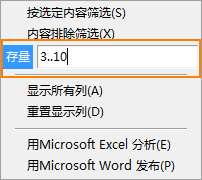 按选定内容筛选(S)
内容排除筛选(X)
存量 3..10
显示所有列(A)
重置显示列(D)
用Microsoft Excel 分析(E)
用Microsoft Word 发布(P)